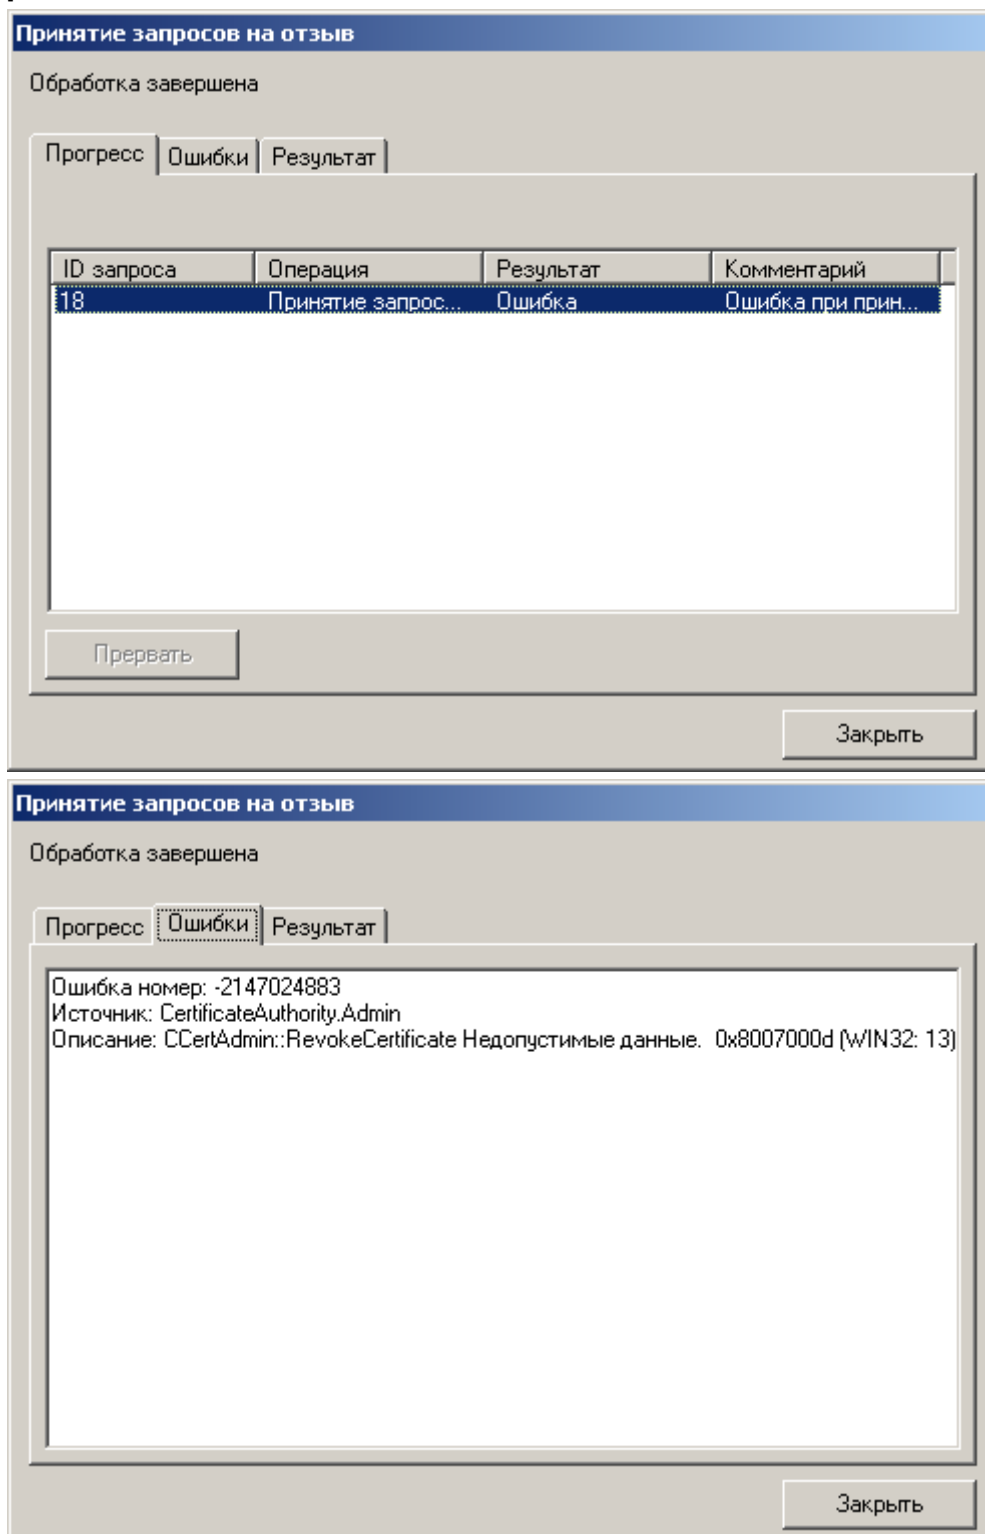 Принятие запросов на отзыв
Обработка завершена
Прогресс Ошибки Результат
ID запроса Операция Результат Комментарий
18 Принятие запрос... Ошибка Ошибка при прин...
Прервать
Закрыть
Принятие запросов на отзыв
Обработка завершена
Прогресс Ошибки Результат
Ошибка номер: -2147024883
Источник: CertificateAuthority.Admin
Описание: CCertAdmin::RevokeCertificate Недопустимые данные. 0x8007000d (WIN32: 13)
Закрыть